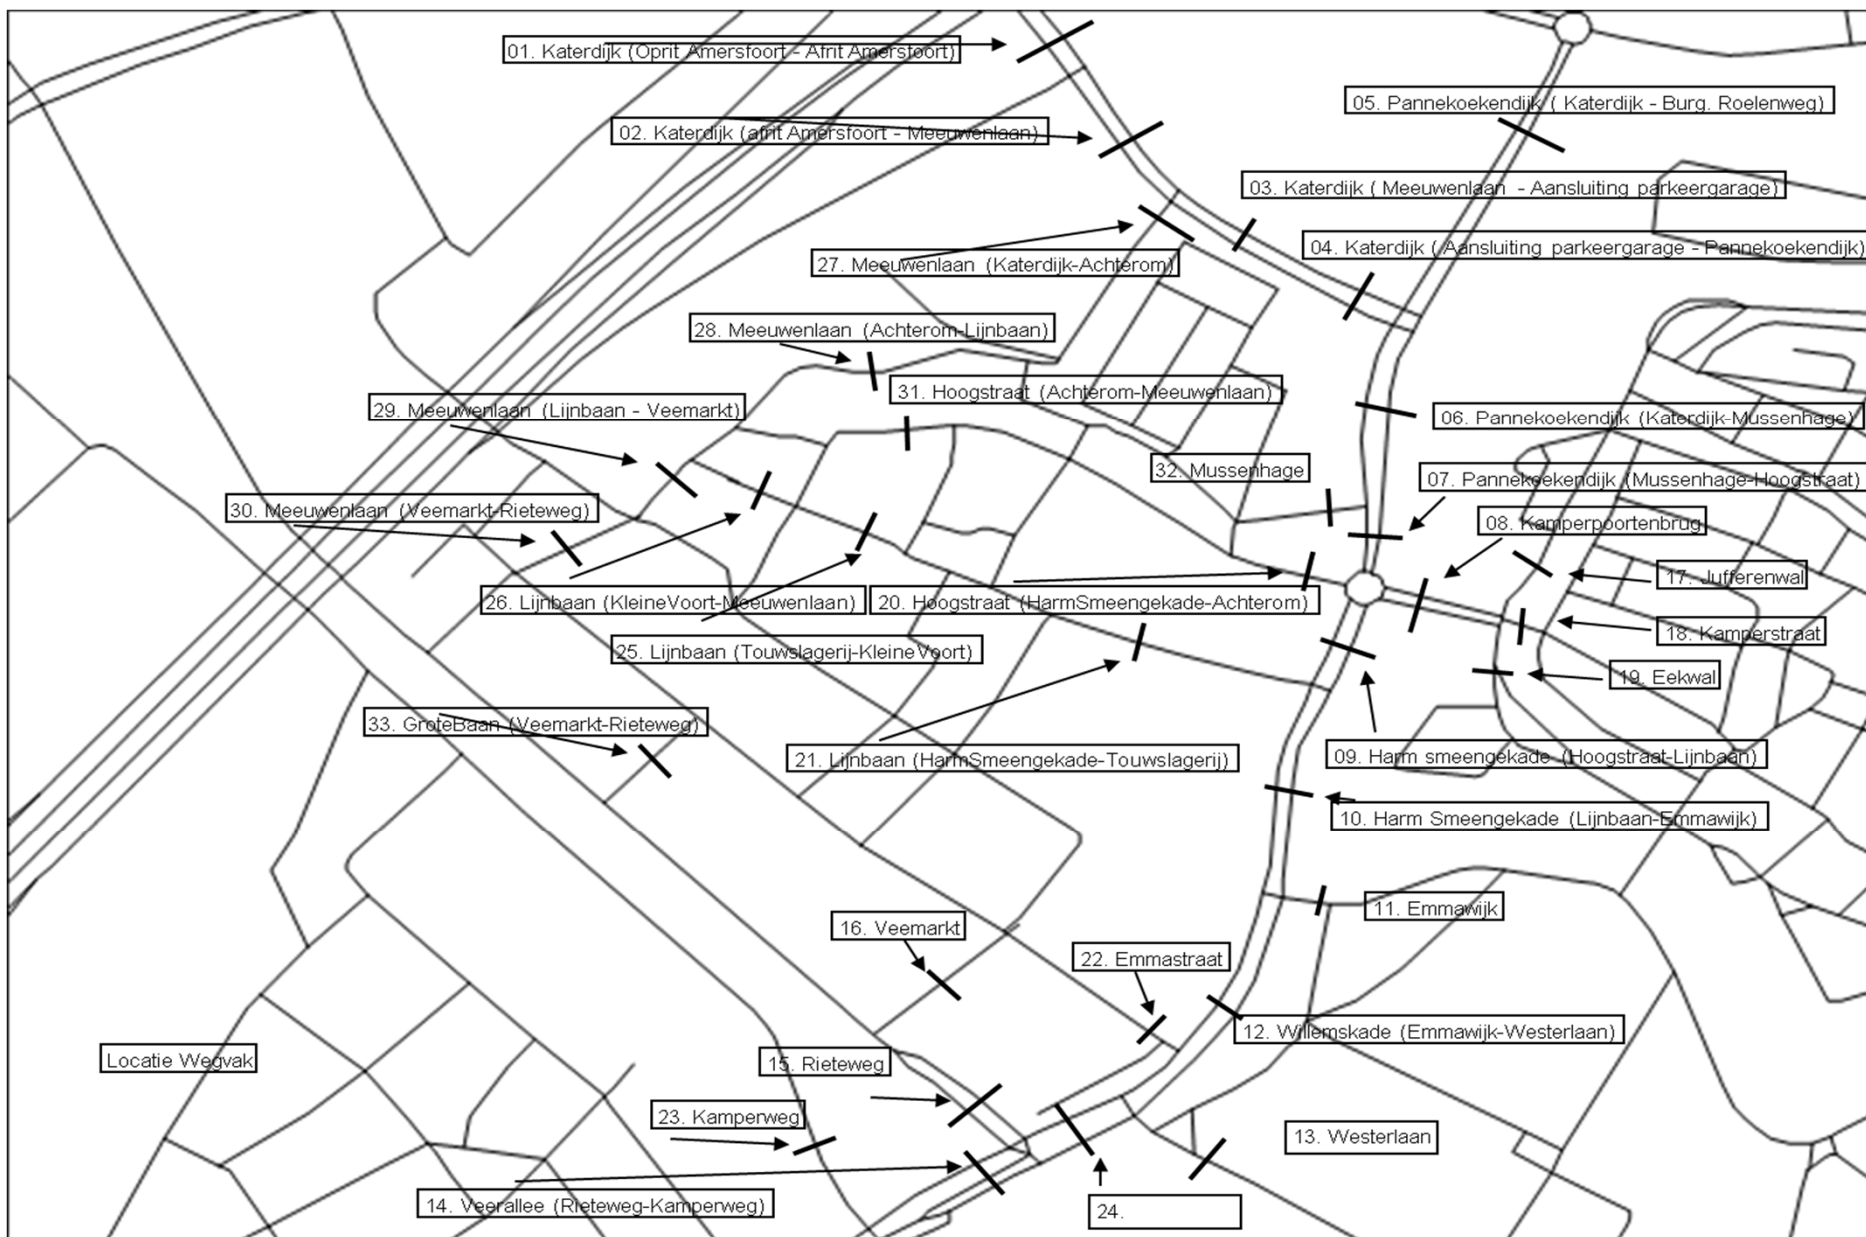 01. Katerdijk (Oprit Amersfoort - Afrit Amersfoort)
05. Pannekoekendijk ( Katerdijk - Burg. Roelenweg)
02. Katerdijk (afrit Amersfoort - Meeuwenlaan)
03. Katerdijk ( Meeuwenlaan - Aansluiting parkeergarage)
04. Katerdijk ( Aansluiting parkeergarage - Pannekoekendijk)
27. Meeuwenlaan (Katerdijk-Achterom)
28. Meeuwenlaan (Achterom-Lijnbaan)
31. Hoogstraat (Achterom-Meeuwenlaan)
29. Meeuwenlaan (Lijnbaan - Veemarkt)
06. Pannekoekendijk (Katerdijk-Mussenhage)
32. Mussenhage
07. Pannekoekendijk (Mussenhage-Hoogstraat)
30. Meeuwenlaan (Veemarkt-Rieteweg)
08. Kamperpoortenbrug
17. Jufferenwal
26. Lijnbaan (KleineVoort-Meeuwenlaan)
20. Hoogstraat (HarmSmeengekade-Achterom)
18. Kamperstraat
25. Lijnbaan (Touwslagerij-KleineVoort)
19. Eekwal
33. GroteBaan (Veemarkt-Rieteweg)
21. Lijnbaan (HarmSmeengekade-Touwslagerij)
09. Harm smeengekade (Hoogstraat-Lijnbaan)
10. Harm Smeengekade (Lijnbaan-Emmawijk)
11. Emmawijk
16. Veemarkt
22. Emmastraat
12. Willemskade (Emmawijk-Westerlaan)
Locatie Wegvak
15. Rieteweg
23. Kamperweg
13. Westerlaan
14. Veerallee (Rieteweg-Kamperweg)
24.